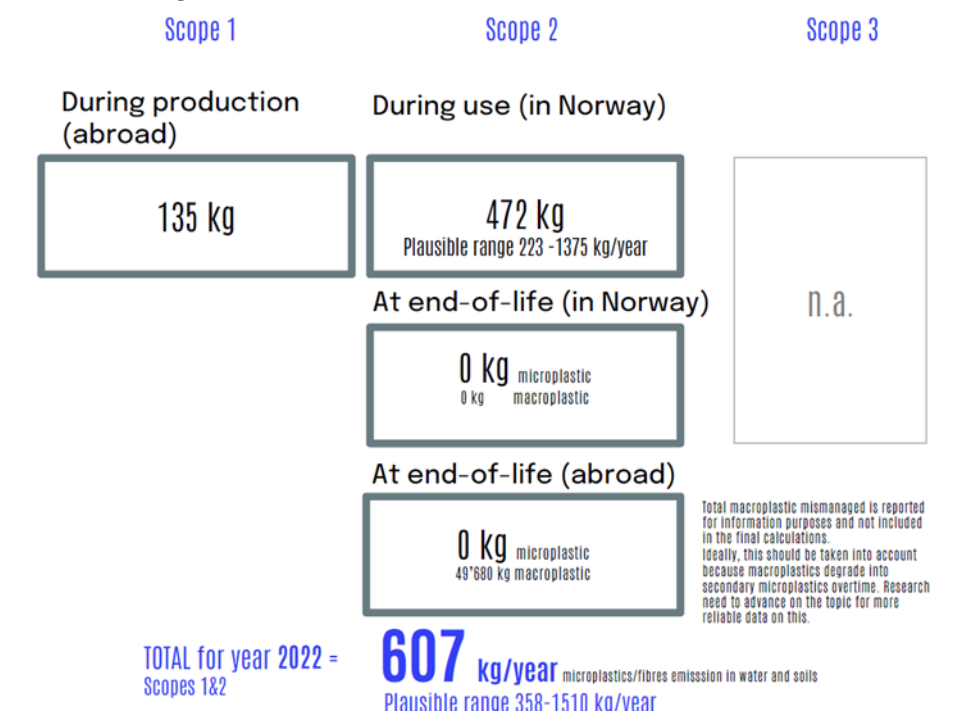 Scope 1
Scope 2
Scope 3
During production
(abroad)
During use (in Norway)
135 kg
472 kg
Plausible range 223 -1375 kg/year
At end-of-life (in Norway)
n.a.
0 kg microplastic
0 kg macroplastic
At end-of-life (abroad)
0 kg microplastic
49'680 kg macroplastic
Total macroplastic mismanaged is reported
for information purposes and not included
in the final calculations.
Ideally, this should be taken into account
because macroplastics degrade into
secondary microplastics overtime. Research
need to advance on the topic for more
reliable data on this.
TOTAL for year 2022 =
Scopes 1&2
607 kg/year microplastics/fibres emisssion in water and soils
Plausible range 358-1510 kg/year